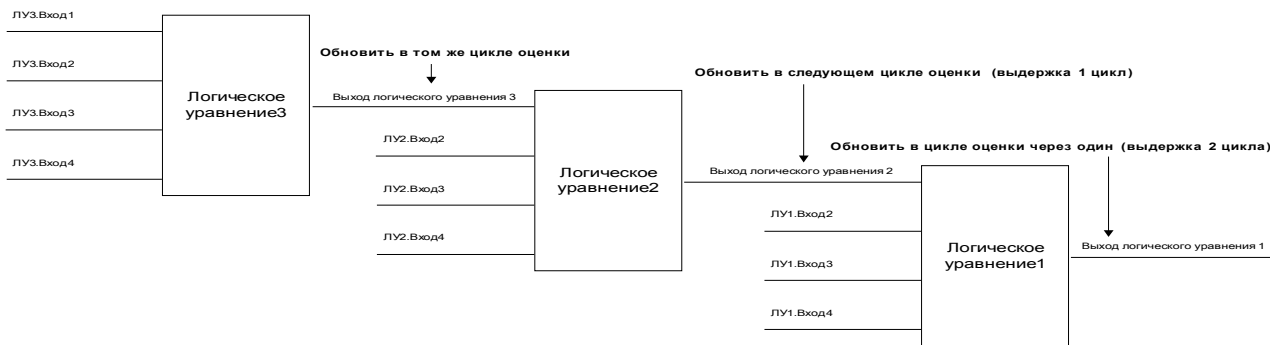 ЛУ3.Вход1
ЛУ3.Вход2
ЛУ3.Вход3
ЛУ3.Вход4
Логическое
уравнение3
Обновить в том же цикле оценки
Выход логического уравнения 3
ЛУ2.Вход2
ЛУ2.Вход3
ЛУ2.Вход4
Логическое
уравнение2
Обновить в следующем цикле оценки (выдержка 1 цикл)
Выход логического уравнения 2
ЛУ1.Вход2
ЛУ1.Вход3
ЛУ1.Вход4
Логическое
уравнение1
Обновить в цикле оценки через один (выдержка 2 цикла)
Выход логического уравнения 1